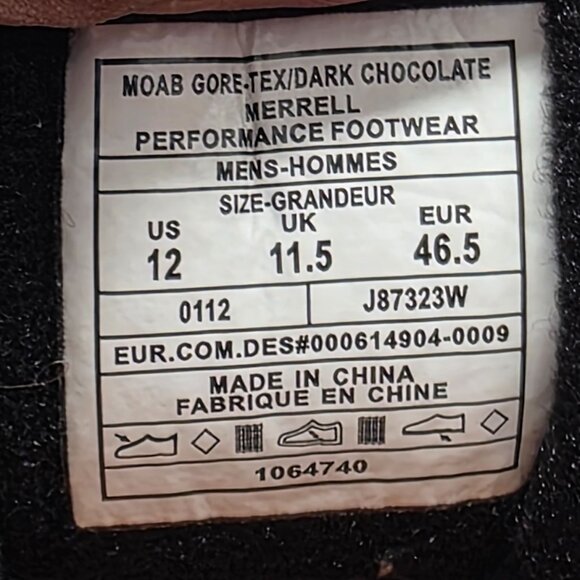 MOAB GORE-TEX/DARK CHOCOLATE
MERRELL
PERFORMANCE FOOTWEAR
MENS-HOMMES
SIZE-GRANDEUR
US UK EUR
12 11.5 46.5
0112 J87323W
EUR.COM.DES#000614904-0009
MADE IN CHINA
FABRIQUE EN CHINE
1064740